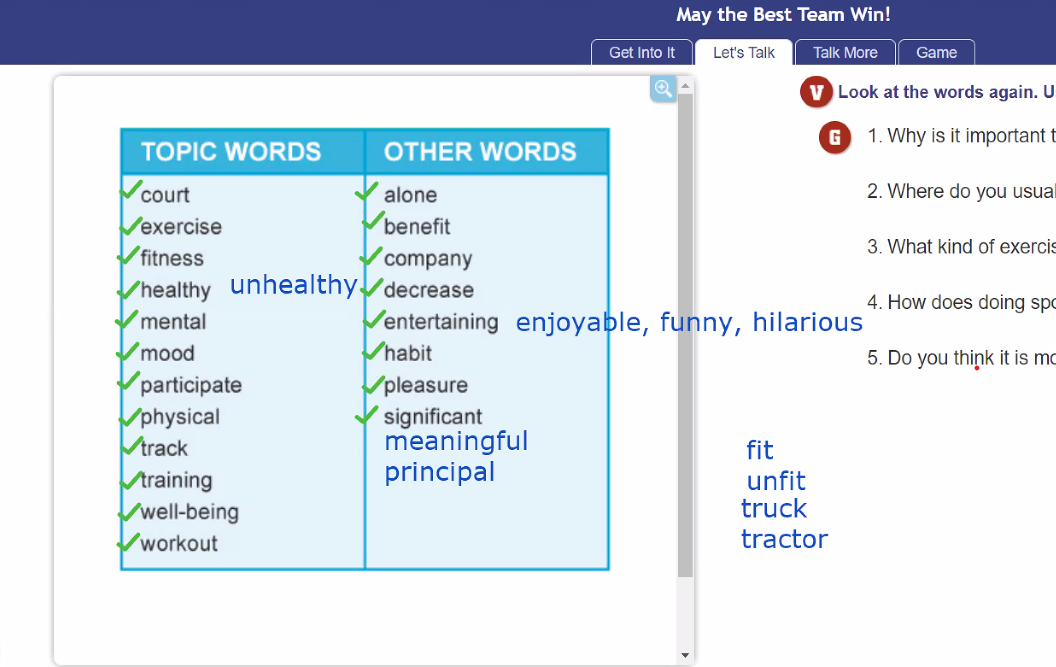 May the Best Team Win!
Get Into It Let's Talk Talk More Game
TOPIC WORDS OTHER WORDS
court alone
exercise benefit
fitness company
healthy unhealthy decrease
mental entertaining enjoyable, funny, hilarious
mood habit
participate pleasure
physical significant
meaningful
track
principal
training
well-being
workout
V Look at the words again. U
G 1. Why is it important t
2. Where do you usual
3. What kind of exercis
4. How does doing spo
5. Do you think it is mo
fit
unfit
truck
tractor